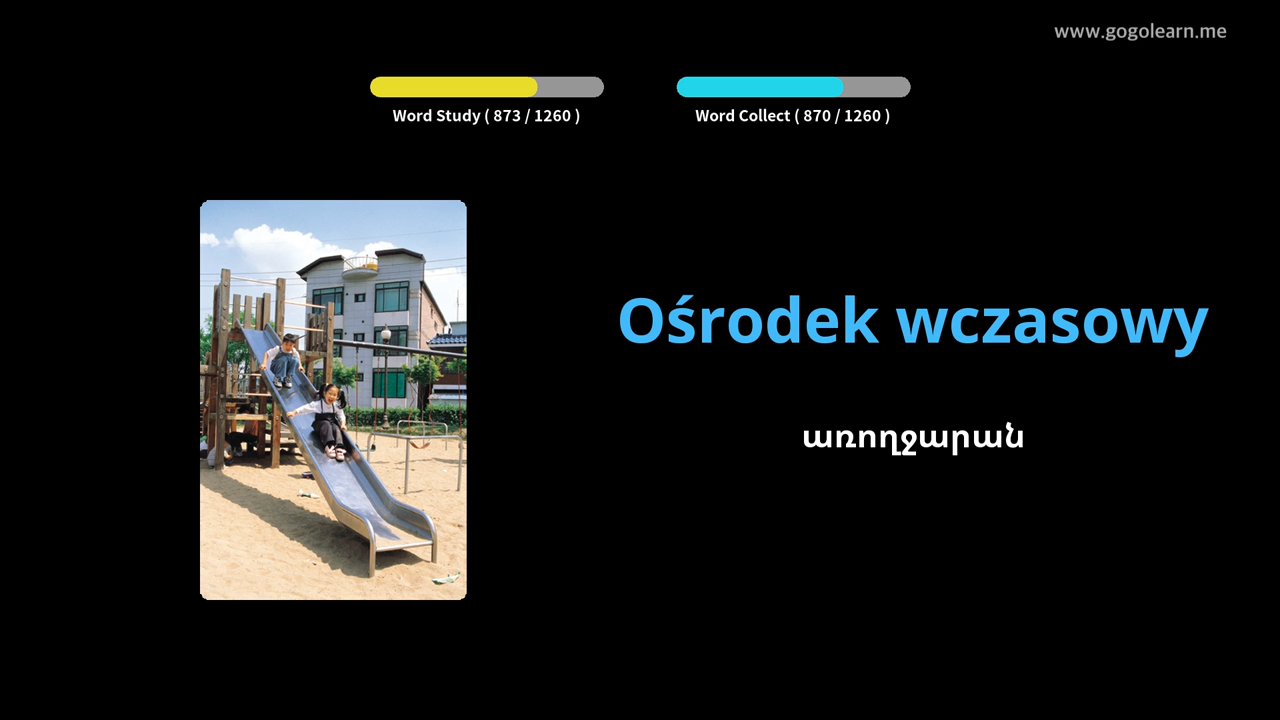 www.gogolearn.me
Word Study ( 873 / 1260 )
Word Collect ( 870 / 1260 )
Ośrodek wczasowy
առողջարան